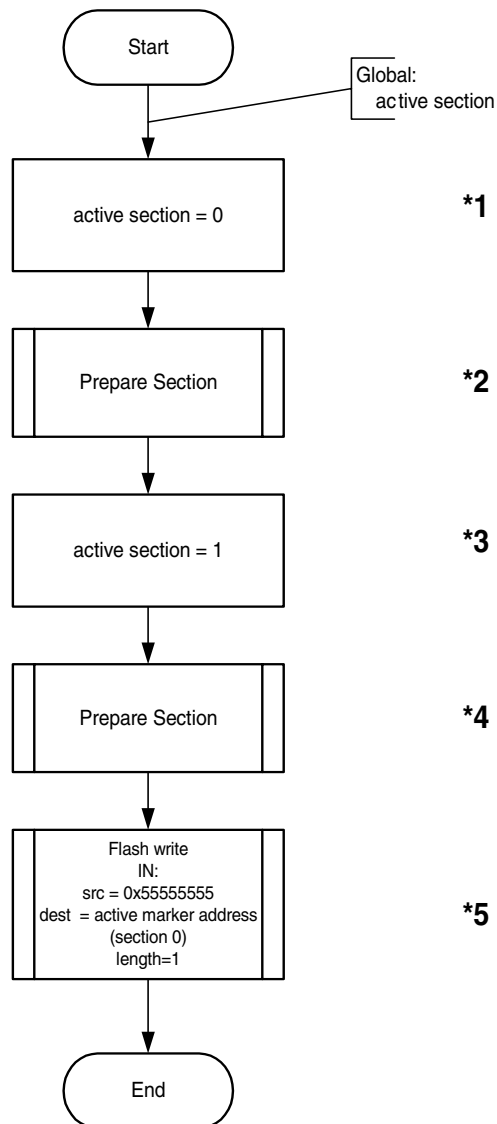 Start
Global:
active section
active section = 0
*1
Prepare Section
*2
active section = 1
*3
Prepare Section
*4
Flash write
IN:
src = 0x55555555
dest = active marker address
(section 0)
length=1
*5
End